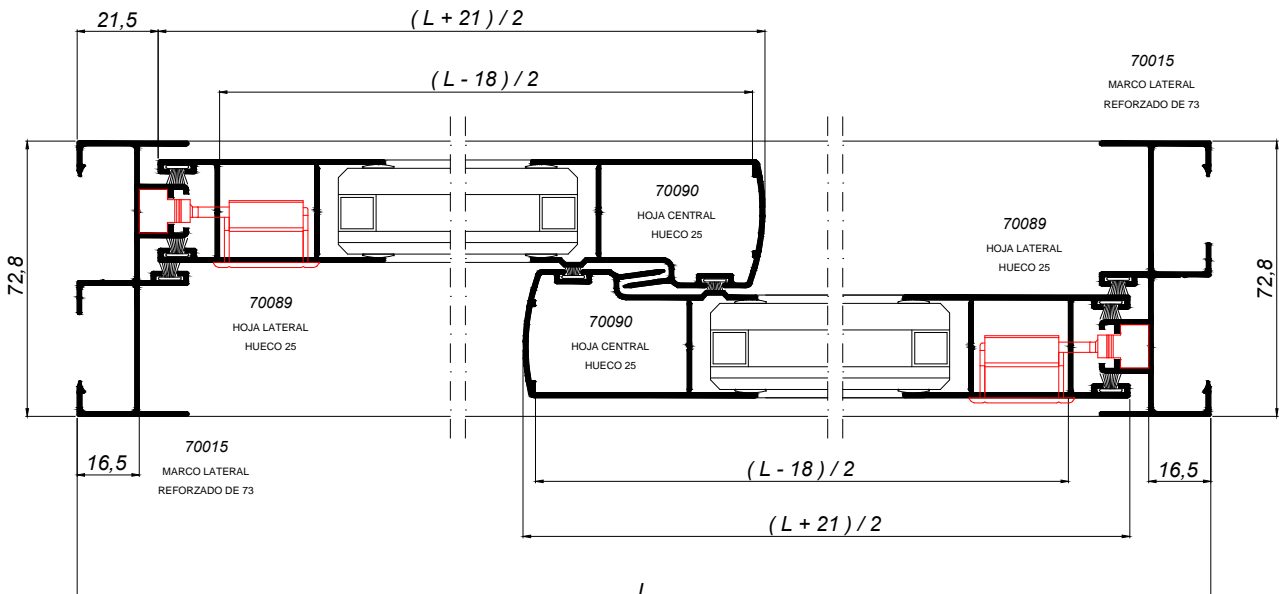 21,5
( L + 21 ) / 2
( L - 18 ) / 2
70015
MARCO LATERAL
REFORZADO DE 73
72,8
70090
HOJA CENTRAL
HUECO 25
70089
HOJA LATERAL
HUECO 25
70089
HOJA LATERAL
HUECO 25
70090
HOJA CENTRAL
HUECO 25
72,8
70015
MARCO LATERAL
REFORZADO DE 73
16,5
( L - 18 ) / 2
16,5
( L + 21 ) / 2